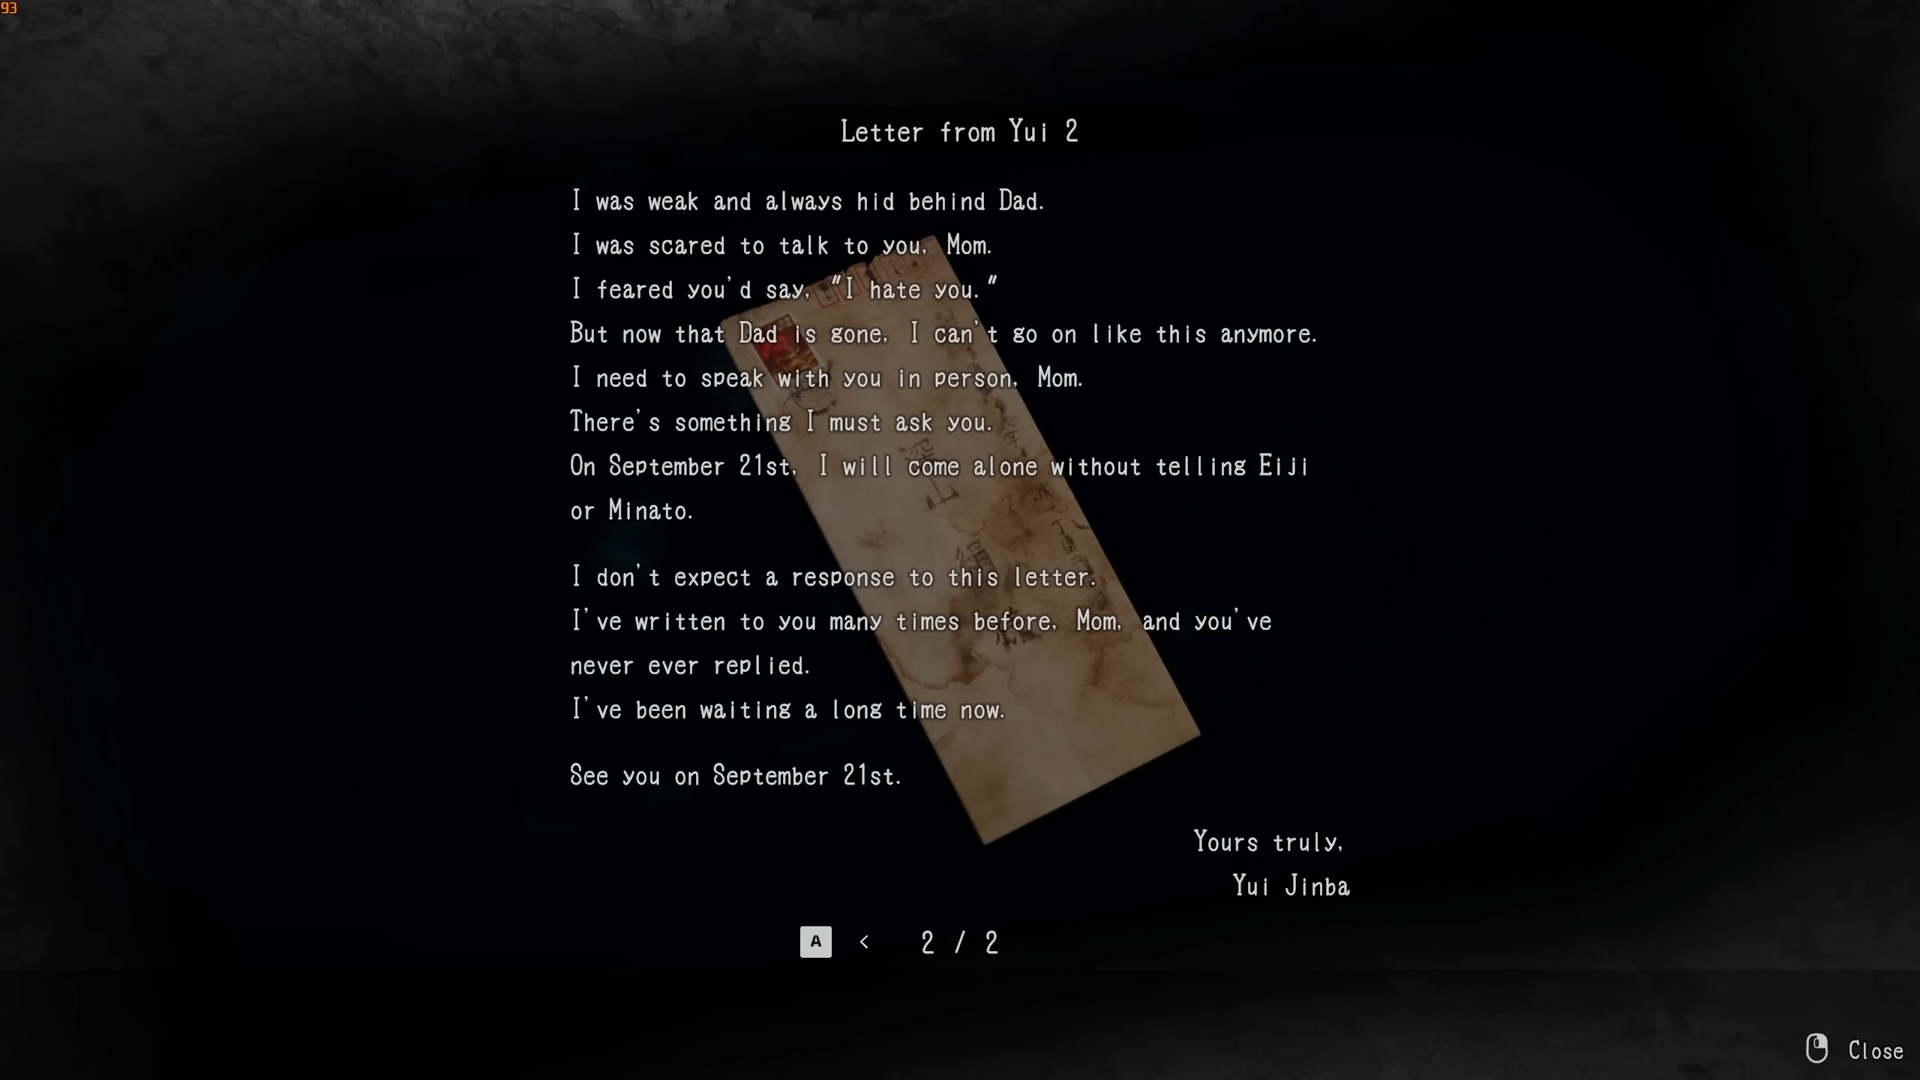 93
Letter from Yui 2
I was weak and always hid behind Dad.
I was scared to talk to you, Mom.
I feared you'd say, "I hate you."
But now that Dad is gone, I can't go on like this anymore.
I need to speak with you in person, Mom.
There's something I must ask you.
On September 21st, I will come alone without telling Eiji
or Minato.
I don't expect a response to this letter.
I've written to you many times before, Mom, and you've
never ever replied.
I've been waiting a long time now.
See you on September 21st.
Yours truly,
Yui Jinba
A < 2 / 2
Close